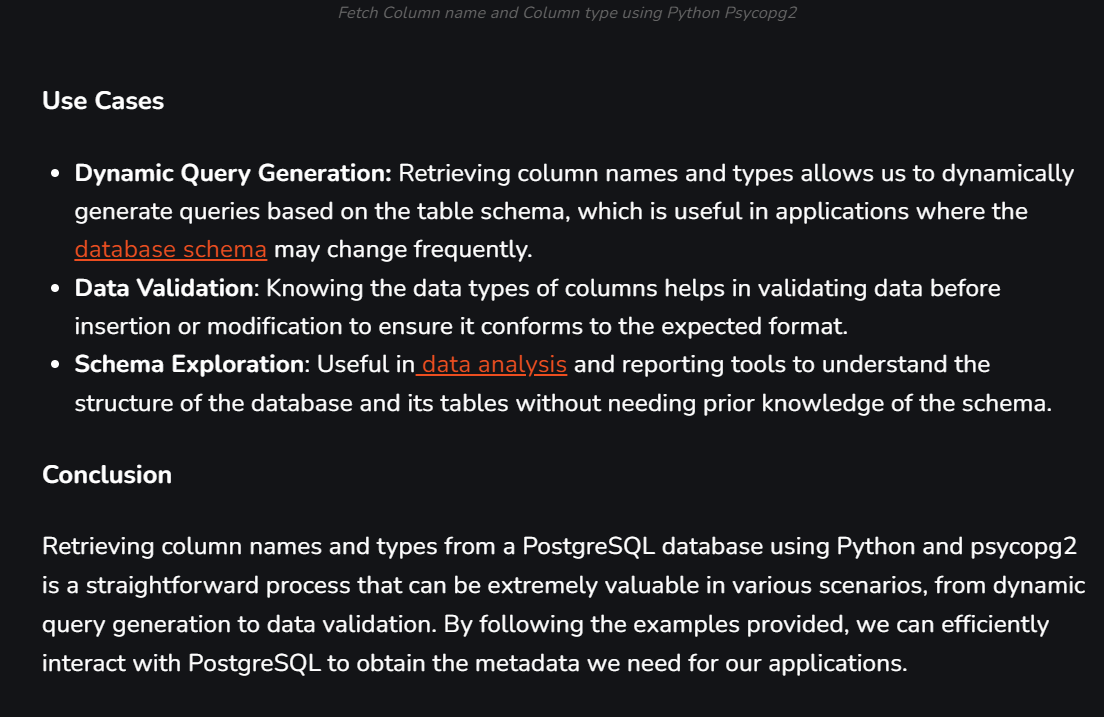 Fetch Column name and Column type using Python Psycopg2
Use Cases
• Dynamic Query Generation: Retrieving column names and types allows us to dynamically
generate queries based on the table schema, which is useful in applications where the
database schema may change frequently.
• Data Validation: Knowing the data types of columns helps in validating data before
insertion or modification to ensure it conforms to the expected format.
• Schema Exploration: Useful in data analysis and reporting tools to understand the
structure of the database and its tables without needing prior knowledge of the schema.
Conclusion
Retrieving column names and types from a PostgreSQL database using Python and psycopg2
is a straightforward process that can be extremely valuable in various scenarios, from dynamic
query generation to data validation. By following the examples provided, we can efficiently
interact with PostgreSQL to obtain the metadata we need for our applications.